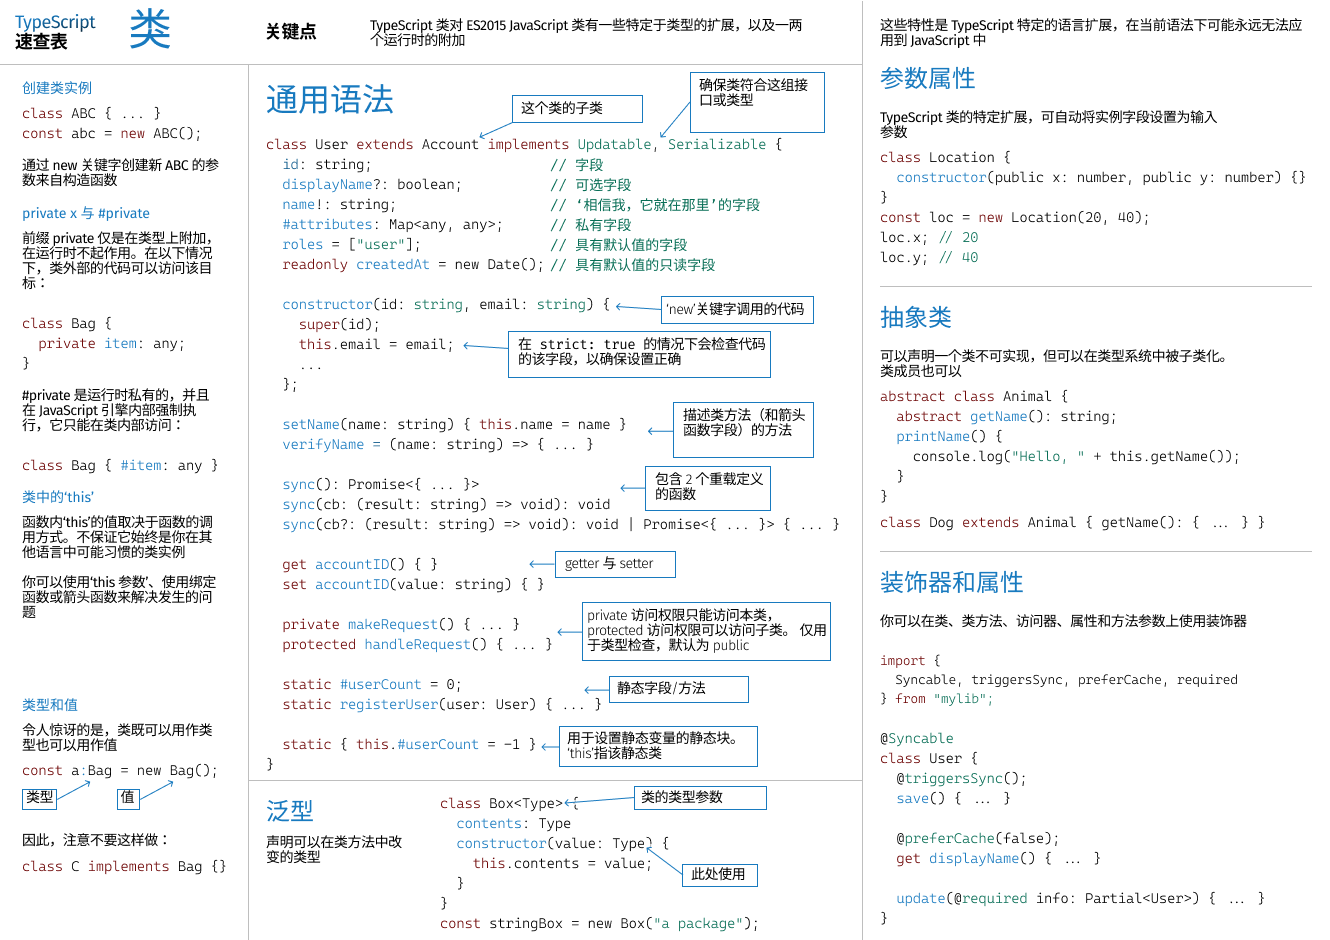 TypeScript
速查表
类
关键点
TypeScript 类对 ES2015 JavaScript 类有一些特定于类型的扩展，以及一两
个运行时的附加
创建类实例
class ABC { ... }
const abc = new ABC();
通过 new 关键字创建新 ABC 的参
数来自构造函数
private x 与 #private
前缀 private 仅是在类型上附加，
在运行时不起作用。在以下情况
下，类外部的代码可以访问该目
标：
class Bag {
private item: any;
}
#private 是运行时私有的，并且
在 JavaScript 引擎内部强制执
行，它只能在类内部访问：
class Bag { #item: any }
类中的‘this’
函数内‘this’的值取决于函数的调
用方式。不保证它始终是你在其
他语言中可能习惯的类实例
你可以使用‘this 参数’、使用绑定
函数或箭头函数来解决发生的问
题
类型和值
令人惊讶的是，类既可以用作类
型也可以用作值
const a:Bag = new Bag();
类型
值
因此，注意不要这样做：
class C implements Bag {}
通用语法
这个类的子类
确保类符合这组接
口或类型
class User extends Account implements Updatable, Serializable {
id: string; // 字段
displayName?: boolean; // 可选字段
name!: string; // ‘相信我，它就在那里’的字段
#attributes: Map<any, any>; // 私有字段
roles = ["user"]; // 具有默认值的字段
readonly createdAt = new Date(); // 具有默认值的只读字段
constructor(id: string, email: string) {
‘new’关键字调用的代码
super(id);
this.email = email;
在 strict: true 的情况下会检查代码
的该字段，以确保设置正确
...
};
setName(name: string) { this.name = name }
verifyName = (name: string) => { ... }
描述类方法（和箭头
函数字段）的方法
sync(): Promise<{ ... }>
sync(cb: (result: string) => void): void
sync(cb?: (result: string) => void): void | Promise<{ ... }> { ... }
包含 2 个重载定义
的函数
get accountID() { }
set accountID(value: string) { }
getter 与 setter
private makeRequest() { ... }
protected handleRequest() { ... }
private 访问权限只能访问本类，
protected 访问权限可以访问子类。 仅用
于类型检查，默认为 public
static #userCount = 0;
static registerUser(user: User) { ... }
静态字段/方法
static { this.#userCount = -1 }
用于设置静态变量的静态块。
‘this’指该静态类
}
泛型
声明可以在类方法中改
变的类型
class Box<Type> {
类的类型参数
contents: Type
constructor(value: Type) {
this.contents = value;
此处使用
}
}
const stringBox = new Box("a package");
这些特性是 TypeScript 特定的语言扩展，在当前语法下可能永远无法应
用到 JavaScript 中
参数属性
TypeScript 类的特定扩展，可自动将实例字段设置为输入
参数
class Location {
constructor(public x: number, public y: number) {}
}
const loc = new Location(20, 40);
loc.x; // 20
loc.y; // 40
抽象类
可以声明一个类不可实现，但可以在类型系统中被子类化。
类成员也可以
abstract class Animal {
abstract getName(): string;
printName() {
console.log("Hello, " + this.getName());
}
}
class Dog extends Animal { getName(): { ... } }
装饰器和属性
你可以在类、类方法、访问器、属性和方法参数上使用装饰器
import {
Syncable, triggersSync, preferCache, required
} from "mylib";
@Syncable
class User {
@triggersSync();
save() { ... }
@preferCache(false);
get displayName() { ... }
update(@required info: Partial<User>) { ... }
}